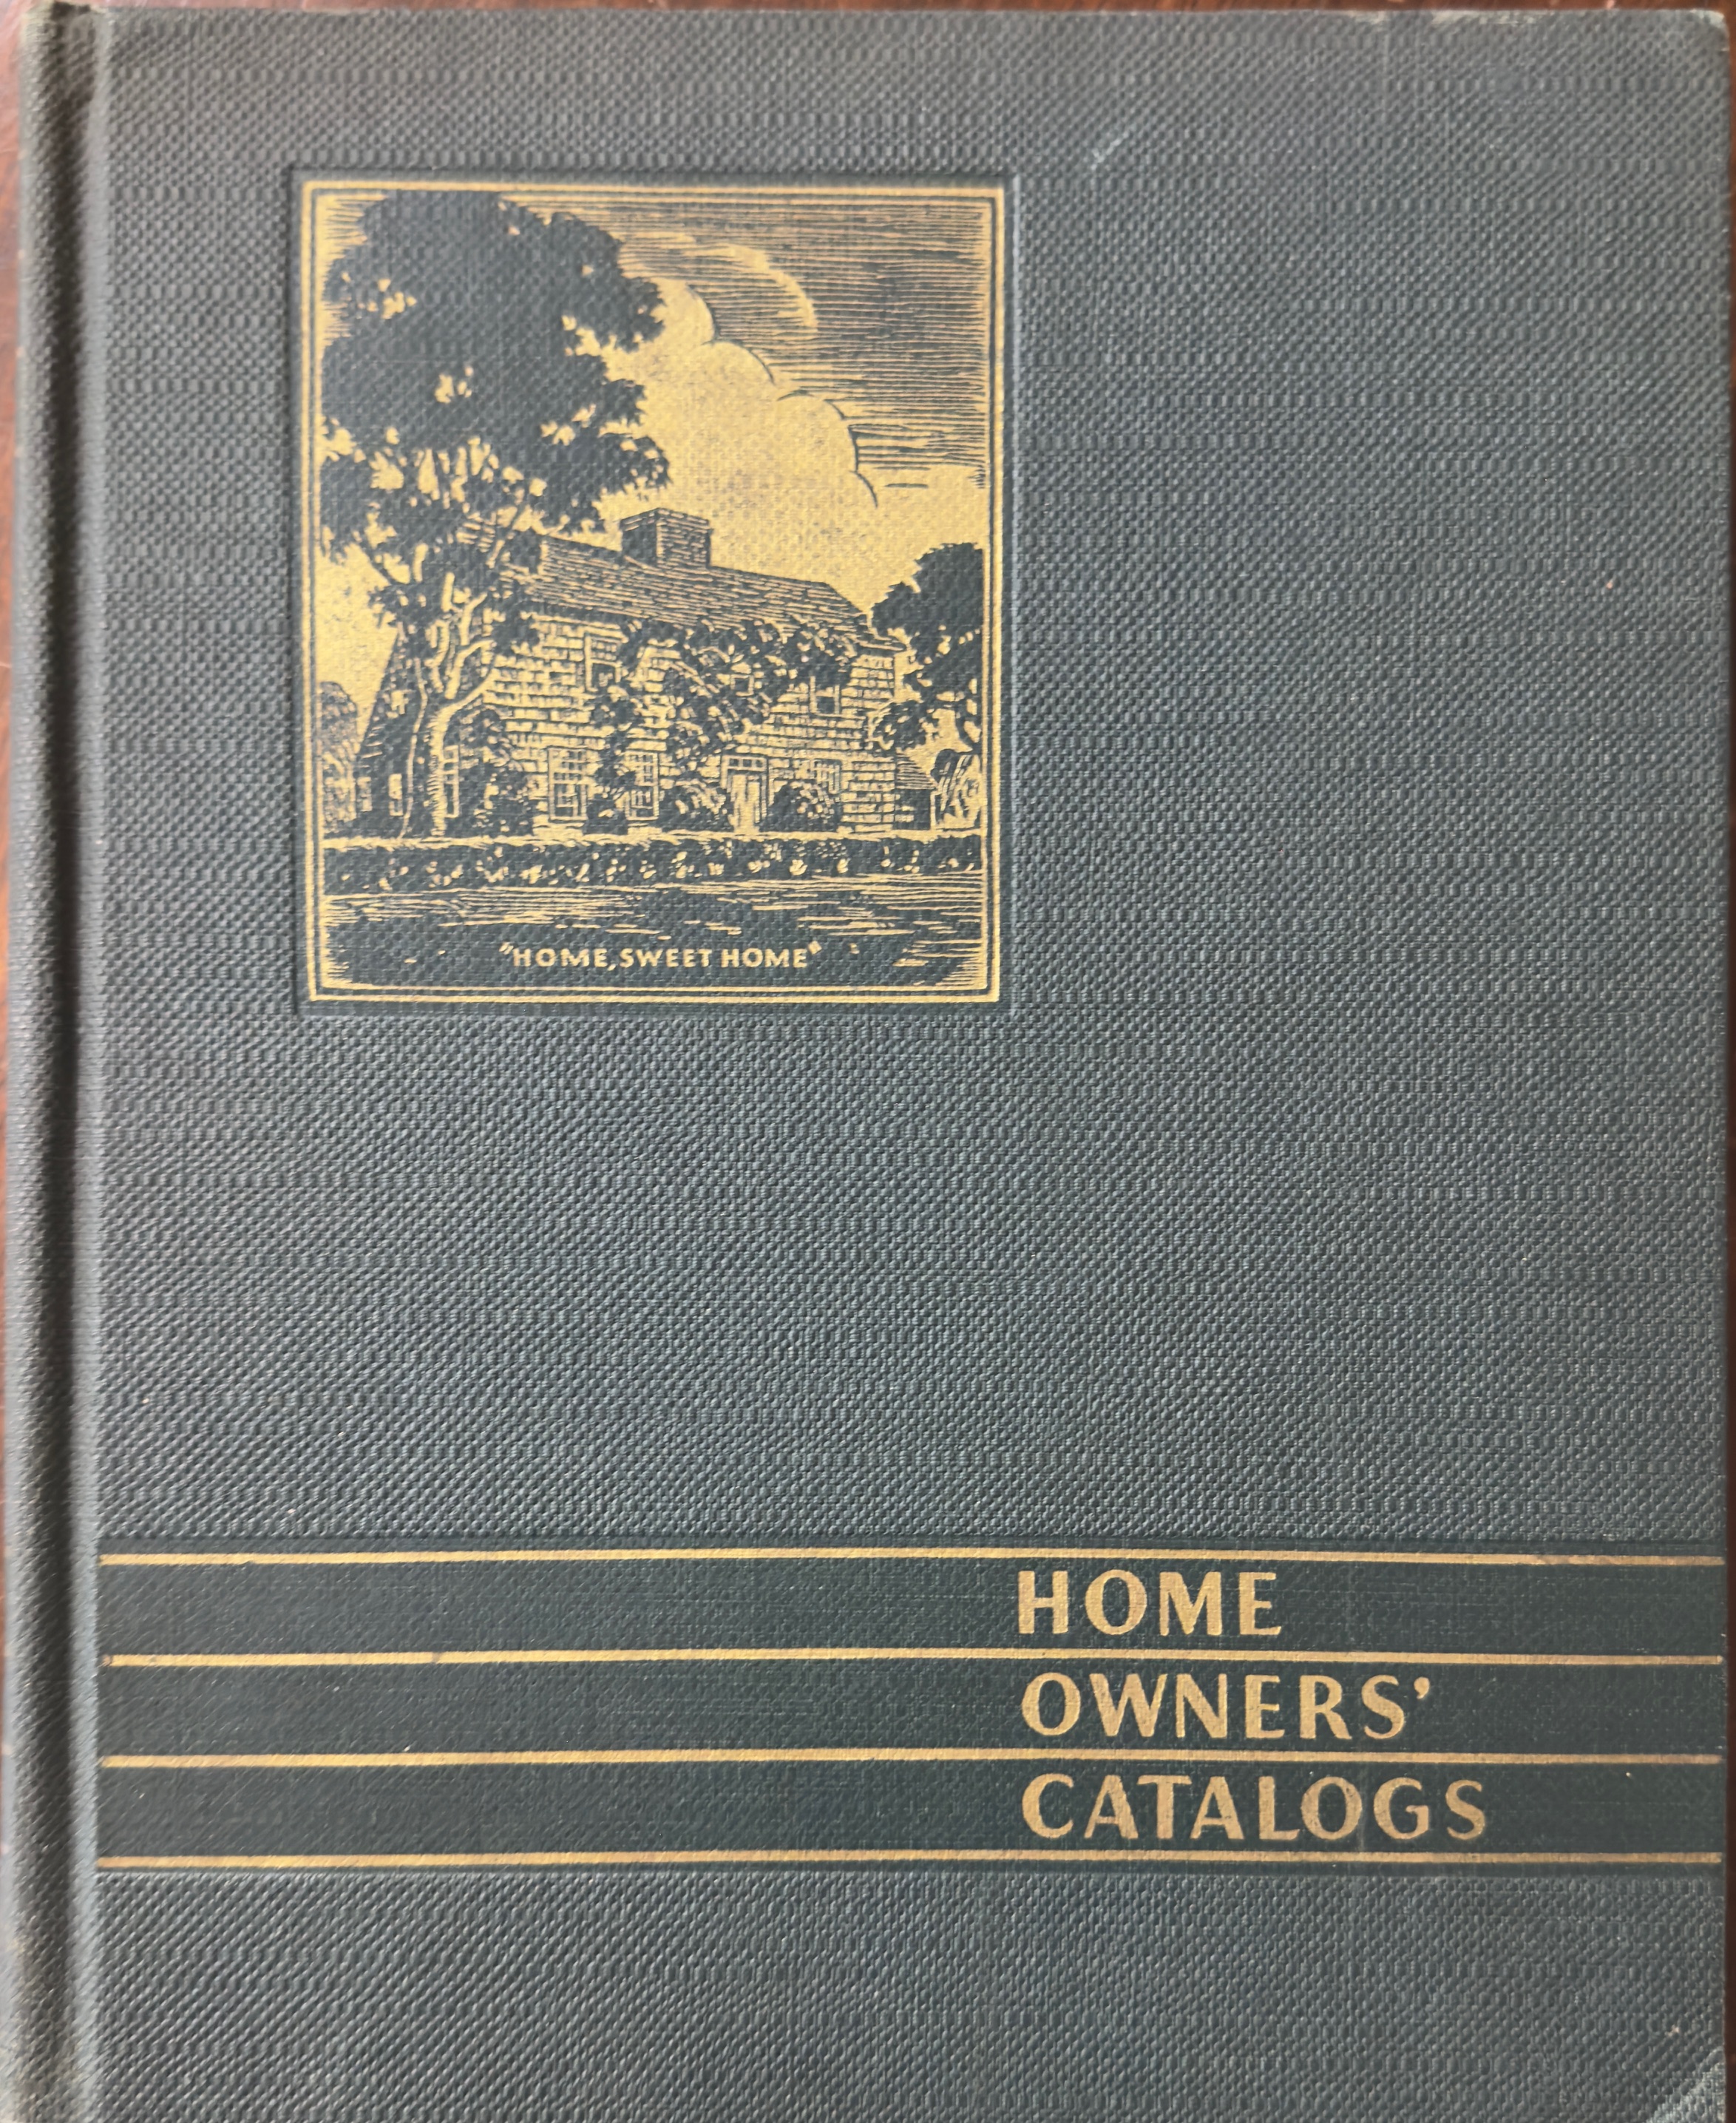 "HOME, SWEET HOME"
HOME
OWNERS'
CATALOGS